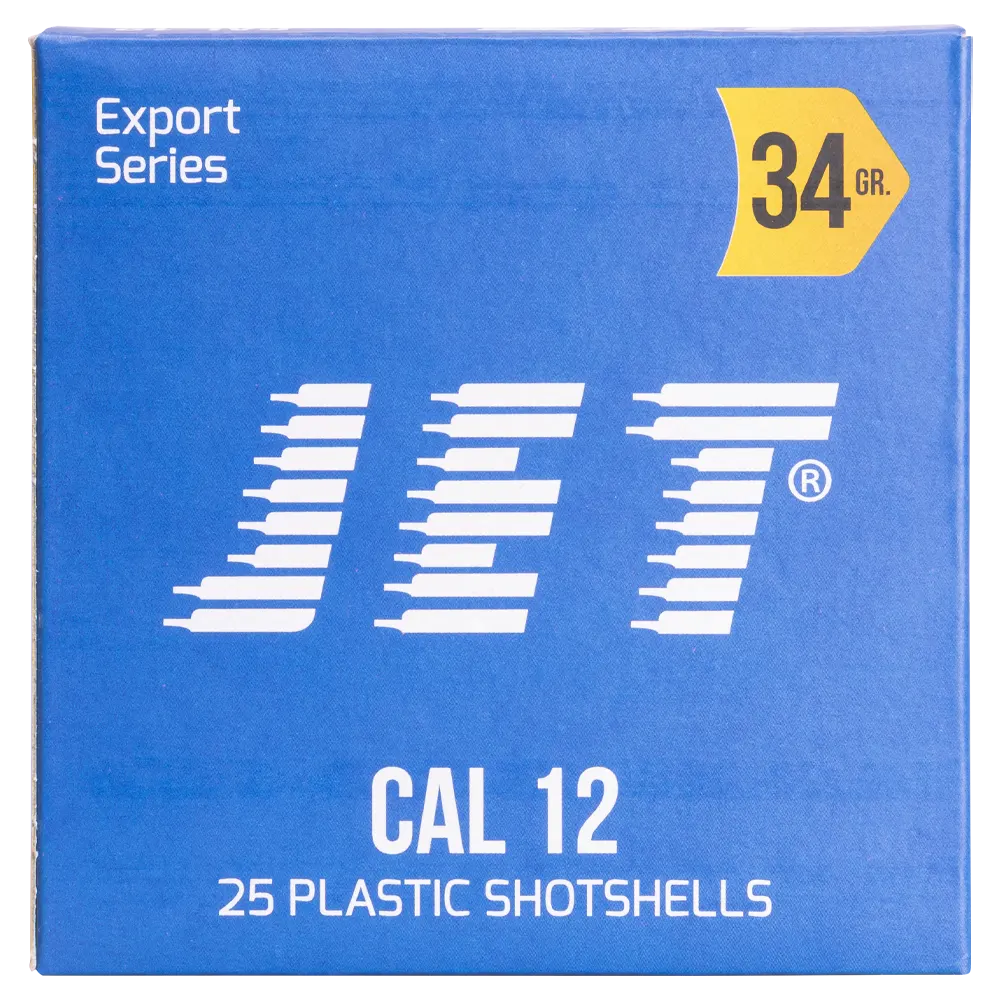 Export
Series
34 GR.
JET®
CAL 12
25 PLASTIC SHOTSHELLS